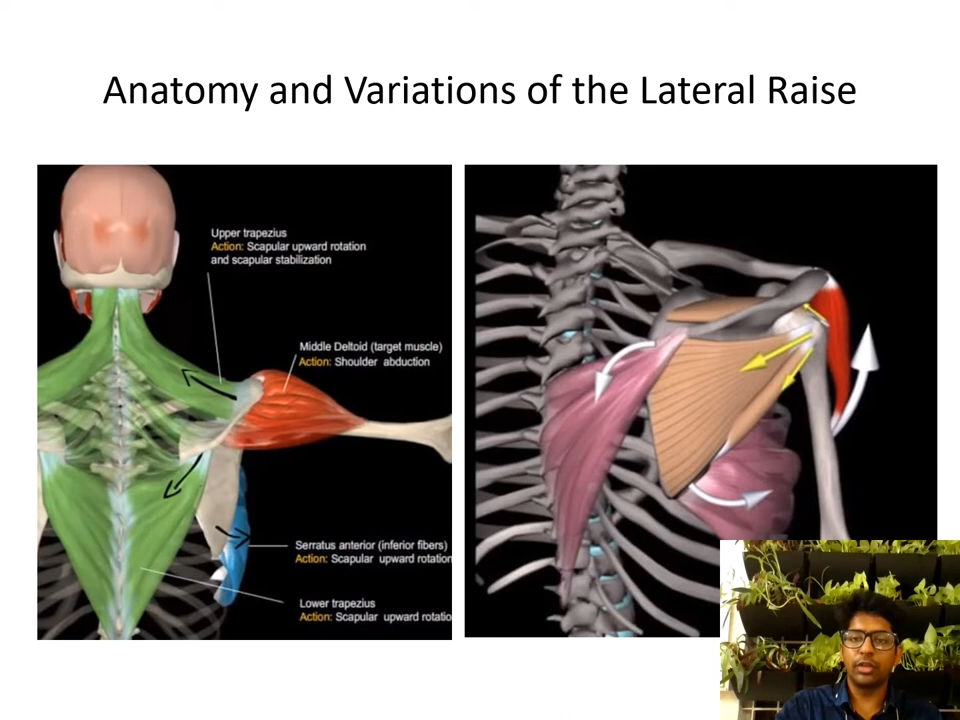 Anatomy and Variations of the Lateral Raise
Upper trapezius
Action: Scapular upward rotation
and scapular stabilization
Middle Deltoid (target muscle)
Action: Shoulder abduction
Serratus anterior (inferior fibers)
Action: Scapular upward rotation
Lower trapezius
Action: Scapular upward rotatio